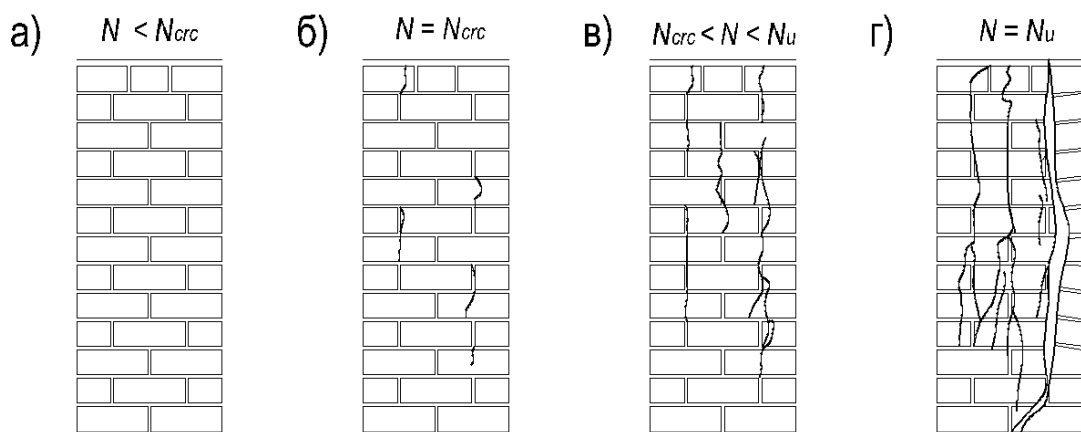 а) N < Ncrc б) N = Ncrc в) Ncrc < N < Nu г) N = Nu